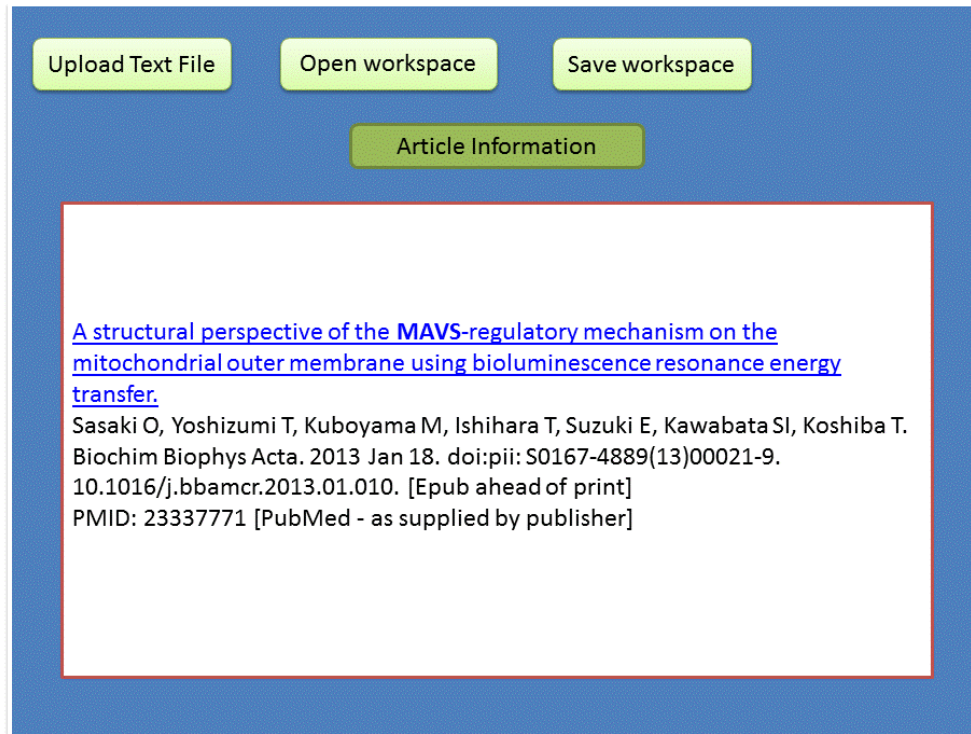 Upload Text File
Open workspace
Save workspace
Article Information
A structural perspective of the MAVS-regulatory mechanism on the
mitochondrial outer membrane using bioluminescence resonance energy
transfer.
Sasaki O, Yoshizumi T, Kuboyama M, Ishihara T, Suzuki E, Kawabata SI, Koshiba T.
Biochim Biophys Acta. 2013 Jan 18. doi:pii: S0167-4889(13)00021-9.
10.1016/j.bbamcr.2013.01.010. [Epub ahead of print]
PMID: 23337771 [PubMed - as supplied by publisher]